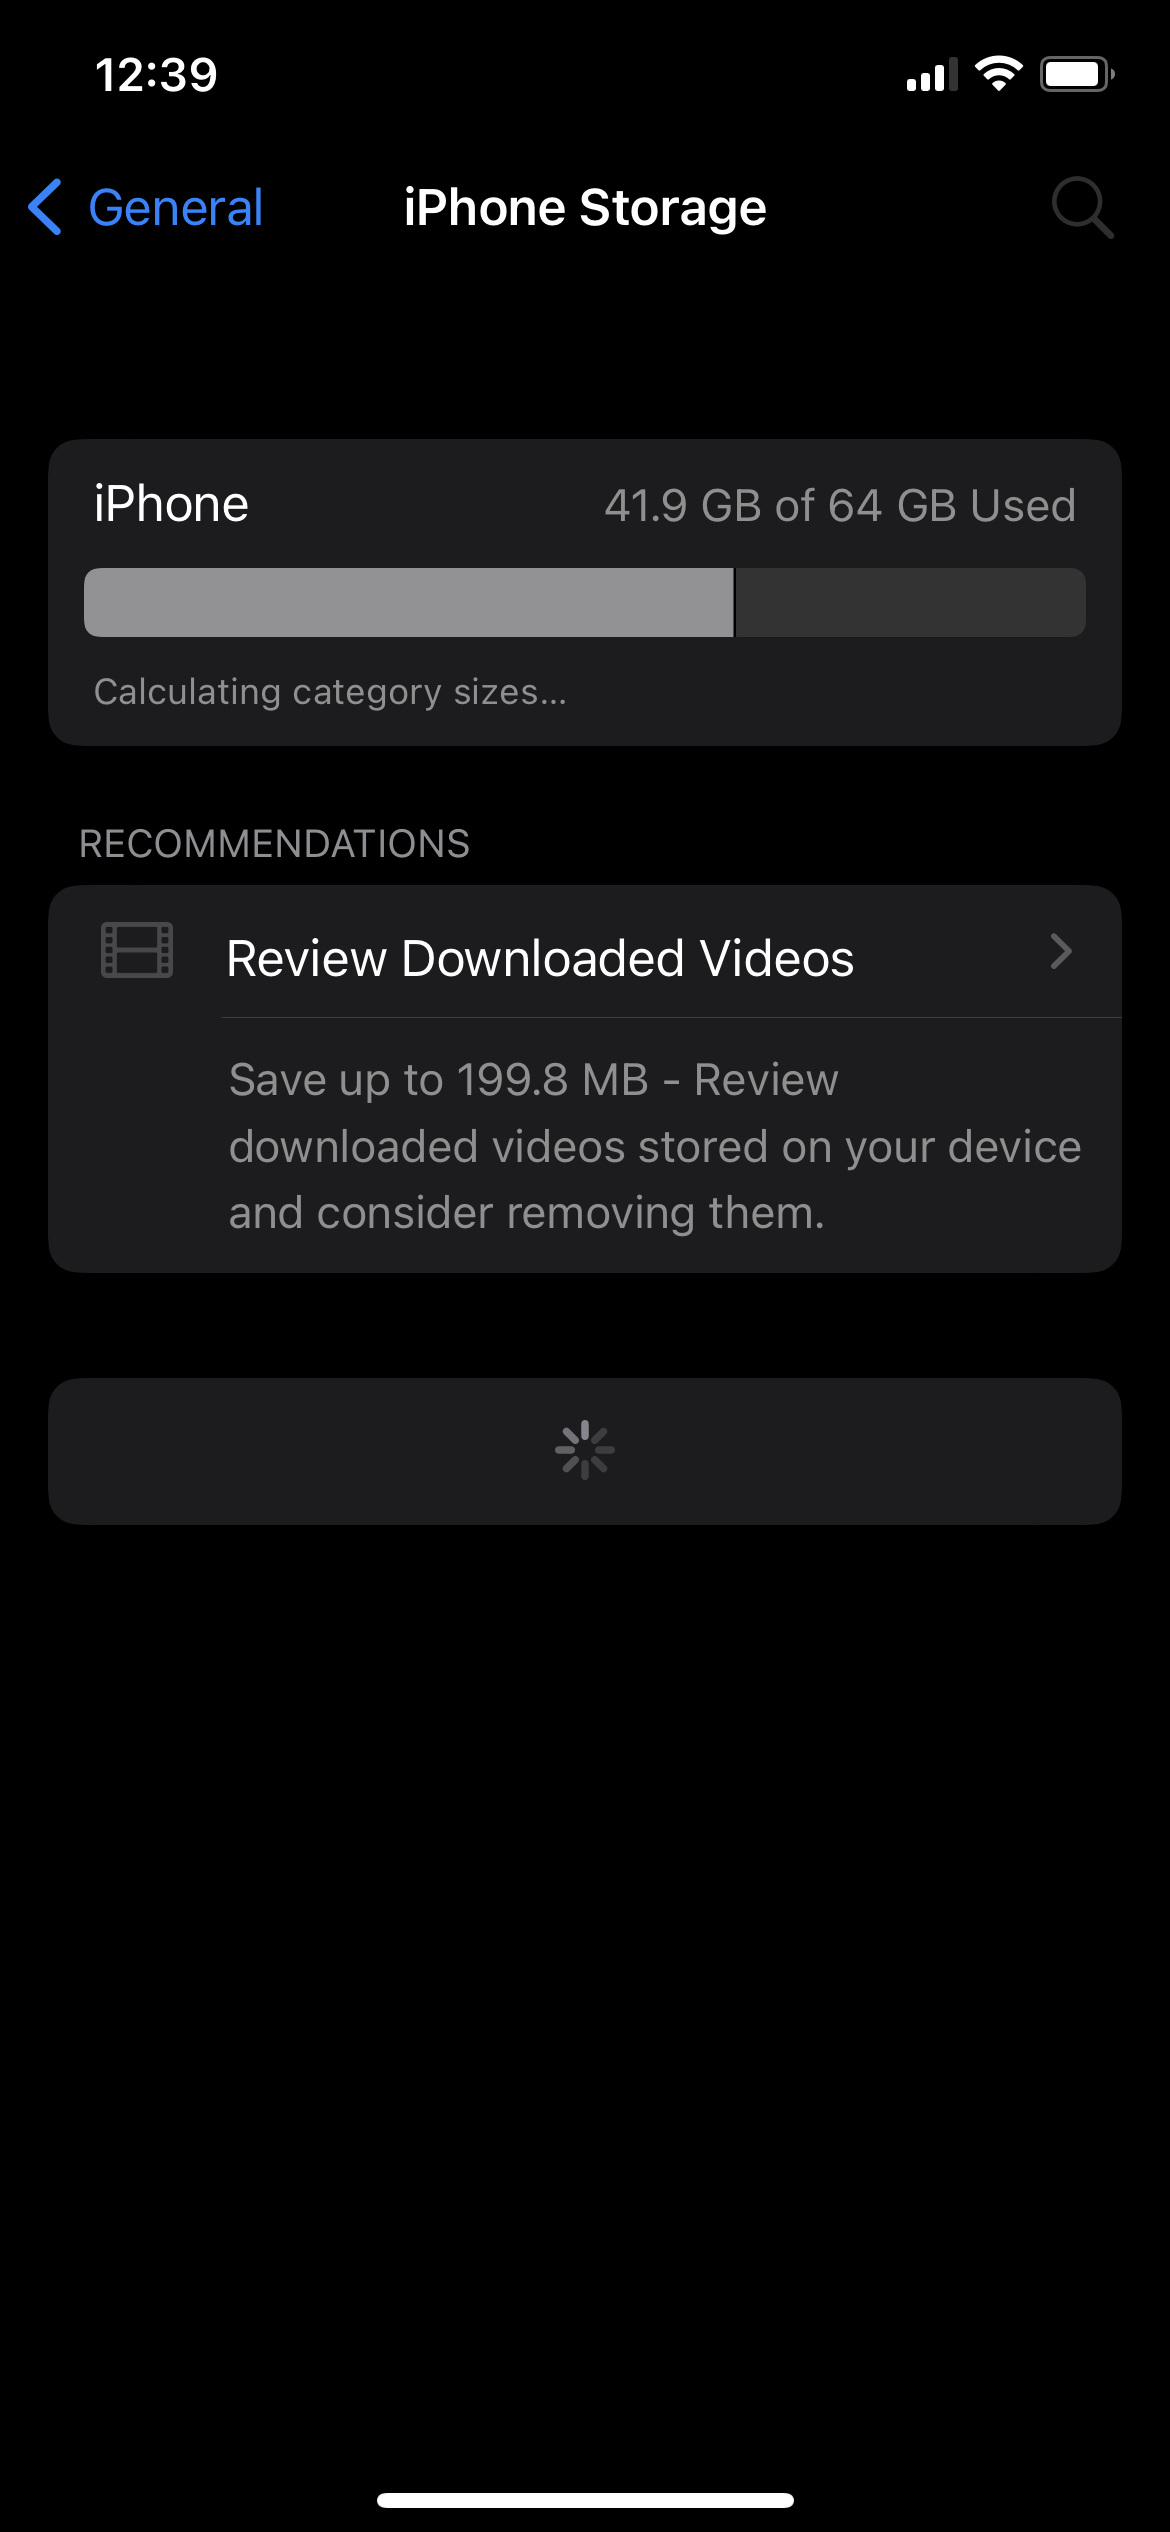 12:39
General
iPhone Storage
iPhone
41.9 GB of 64 GB Used
Calculating category sizes...
RECOMMENDATIONS
Review Downloaded Videos
Save up to 199.8 MB - Review
downloaded videos stored on your device
and consider removing them.